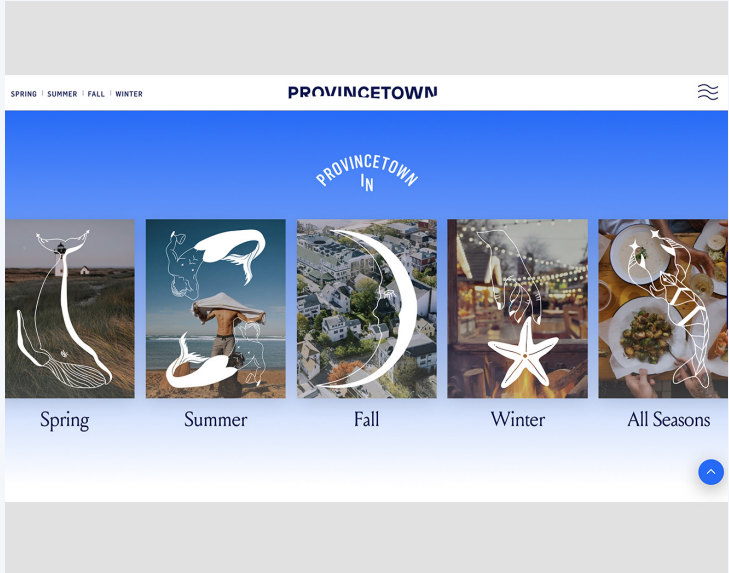 SPRING | SUMMER | FALL | WINTER
PROVINCETOWN
PROVINCETOWN
IN
Spring
Summer
Fall
Winter
All Seasons